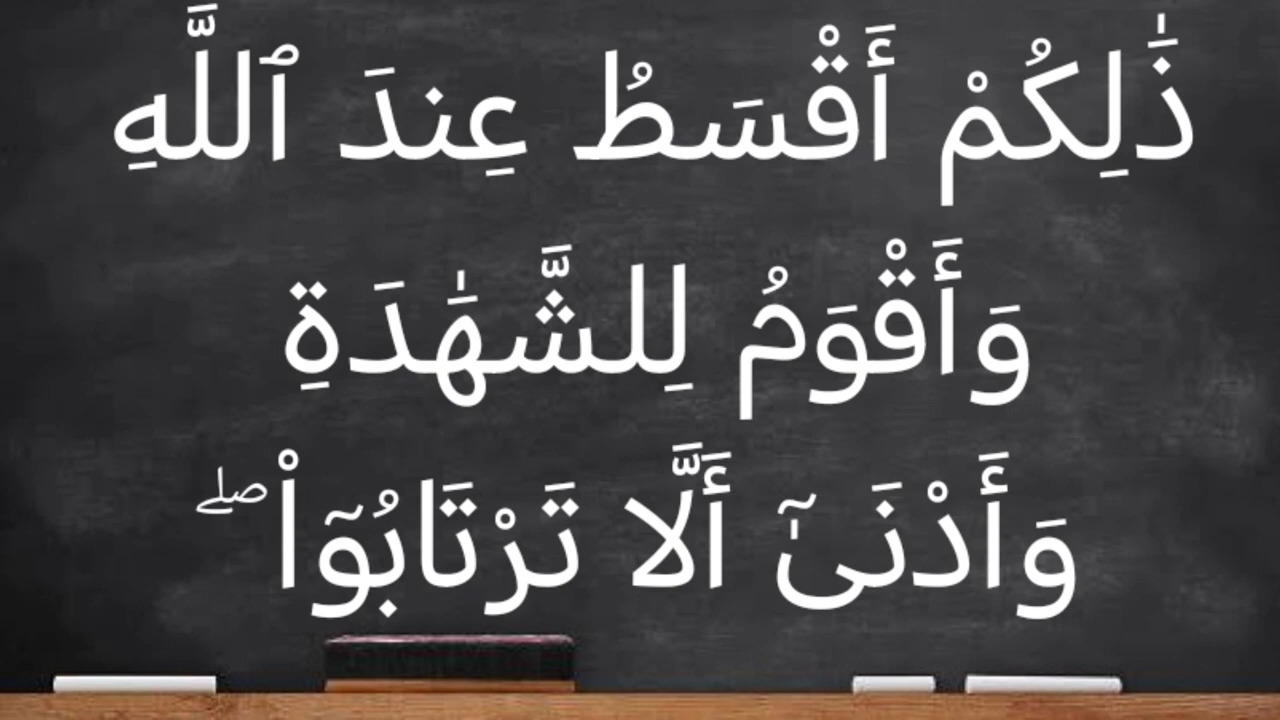 ذَٰلِكُمْ أَقْسَطُ عِندَ ٱللَّهِ
وَأَقْوَمُ لِلشَّهَٰدَةِ
وَأَدْنَىٰٓ أَلَّا تَرْتَابُوٓا۟ ۖ